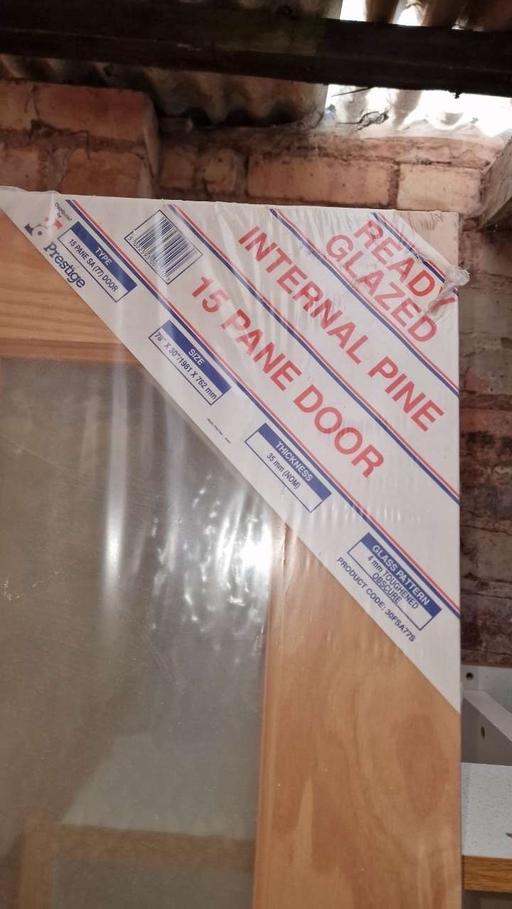 READY
GLAZED
INTERNAL PINE
15 PANE DOOR
Prestige
TYPE
15 PANE SA (77) DOOR
SIZE
78" X 30"/1981 X 762 mm
THICKNESS
35 mm (NOM)
GLASS PATTERN
4 mm TOUGHENED
OBSCURE
PRODUCT CODE: 30FSA77S